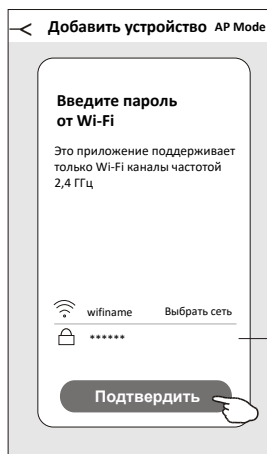 Добавить устройство AP Mode
Введите пароль
от Wi-Fi
Это приложение поддерживает
только Wi-Fi каналы частотой
2,4 ГГц
wifiname Выбрать сеть
******
Подтвердить